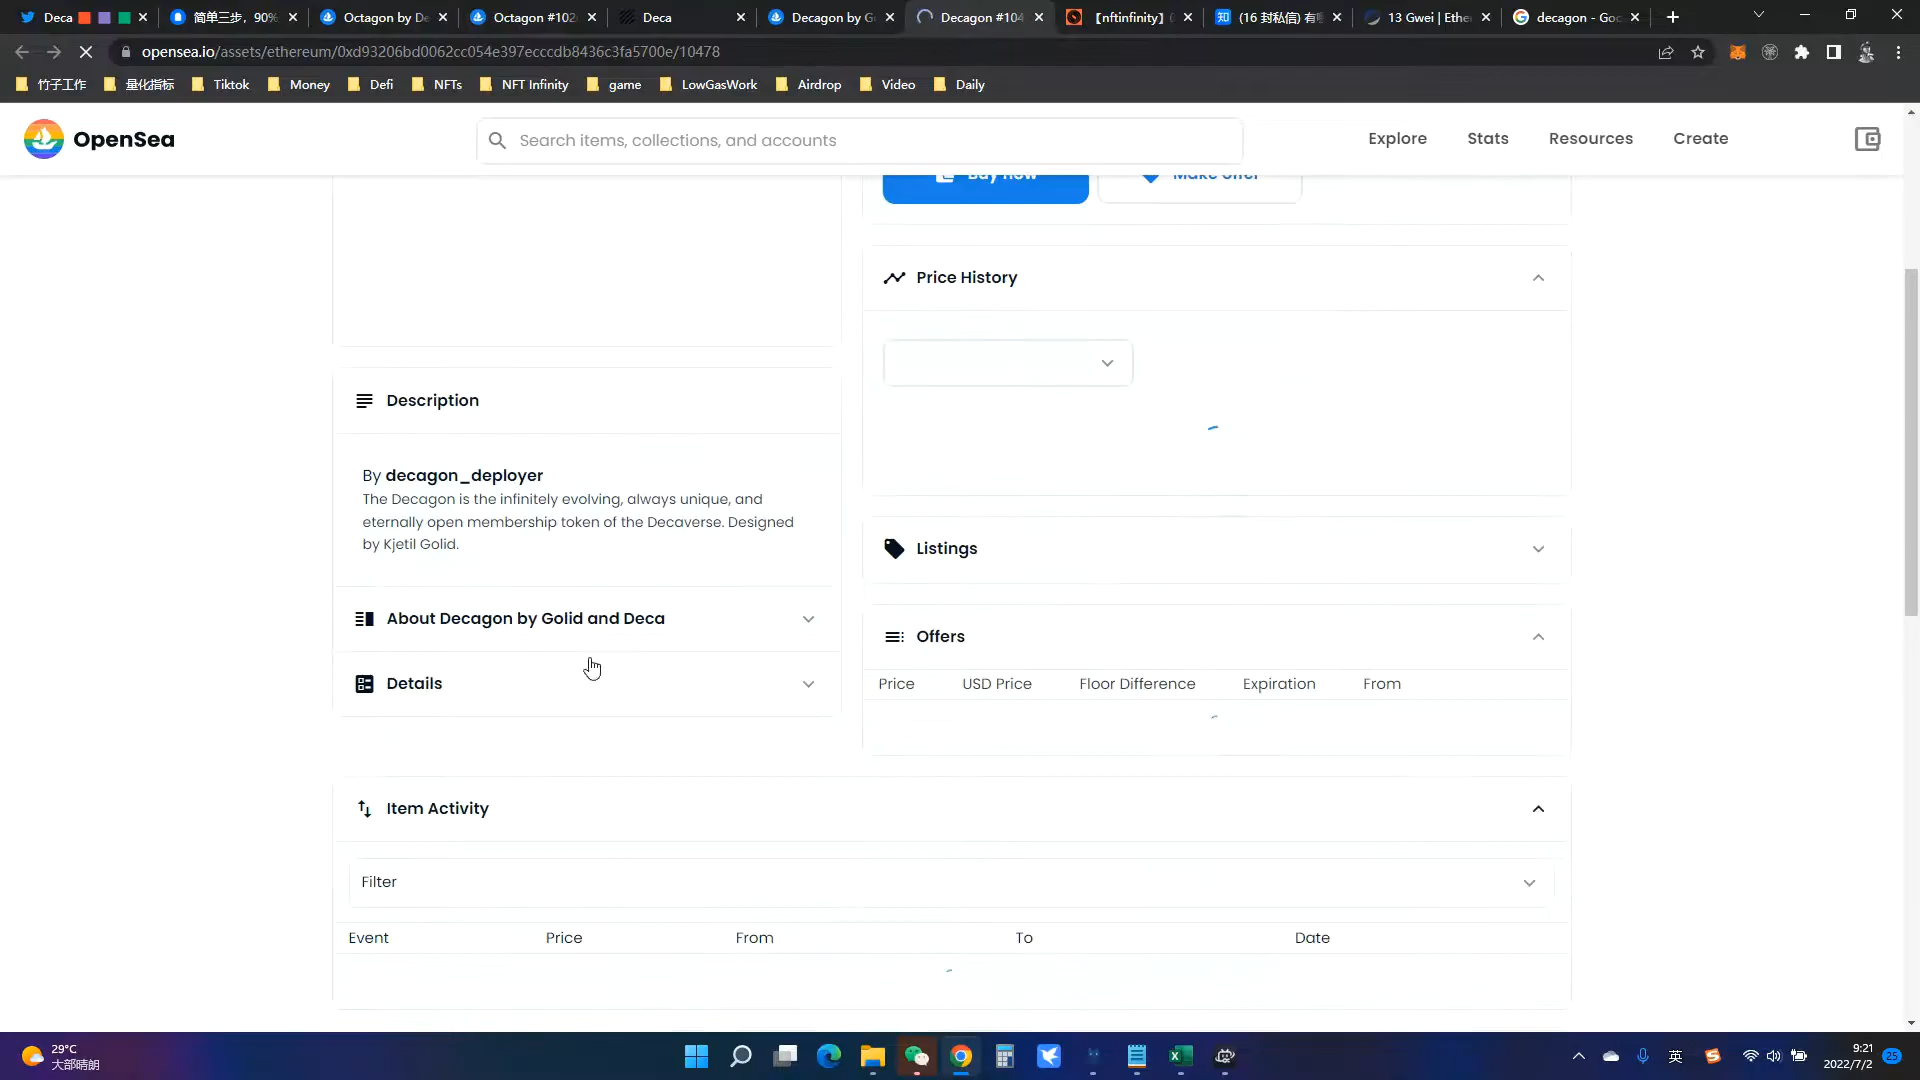 Deca
简单三步，90%
Octagon by De
Octagon #102
Deca
Decagon by G
Decagon #104
【nftinfinity】
(16 封私信) 有
13 Gwei | Ethe
decagon - Goo
opensea.io/assets/ethereum/0xd93206bd0062cc054e397ecccdb8436c3fa5700e/10478
竹子工作
量化指标
Tiktok
Money
Defi
NFTs
NFT Infinity
game
LowGasWork
Airdrop
Video
Daily
OpenSea
Search items, collections, and accounts
Explore
Stats
Resources
Create
Buy now
Make offer
Price History
Description
By decagon_deployer
The Decagon is the infinitely evolving, always unique, and
eternally open membership token of the Decaverse. Designed
by Kjetil Golid.
Listings
About Decagon by Golid and Deca
Offers
Details
Price USD Price Floor Difference Expiration From
Item Activity
Filter
Event Price From To Date
29°C
大部晴朗
英
9:21
2022/7/2
25